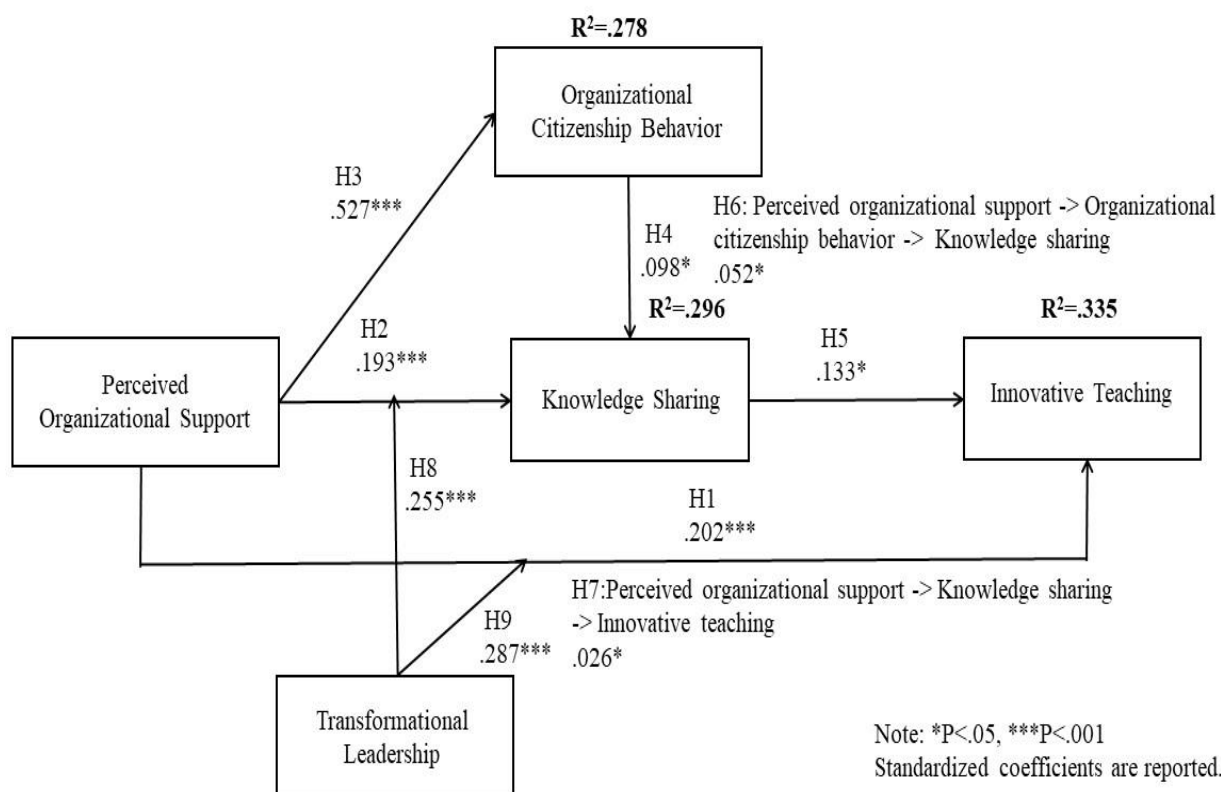 R²=.278
Organizational
Citizenship Behavior
H3
.527***
H4
.098*
H6: Perceived organizational support -> Organizational
citizenship behavior -> Knowledge sharing
.052*
R²=.296
R²=.335
H2
.193***
H5
.133*
Perceived
Organizational Support
Knowledge Sharing
Innovative Teaching
H8
.255***
H1
.202***
H7:Perceived organizational support -> Knowledge sharing
-> Innovative teaching
.026*
H9
.287***
Transformational
Leadership
Note: *P<.05, ***P<.001
Standardized coefficients are reported.